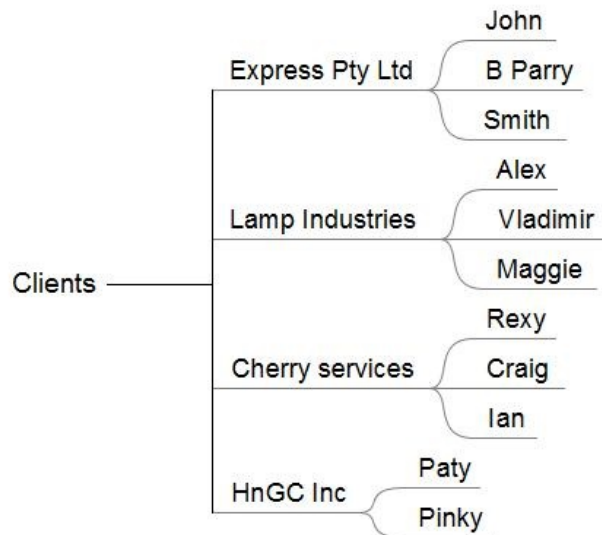 Clients
Express Pty Ltd
John
B Parry
Smith
Lamp Industries
Alex
Vladimir
Maggie
Cherry services
Rexy
Craig
Ian
HnGC Inc
Paty
Pinky